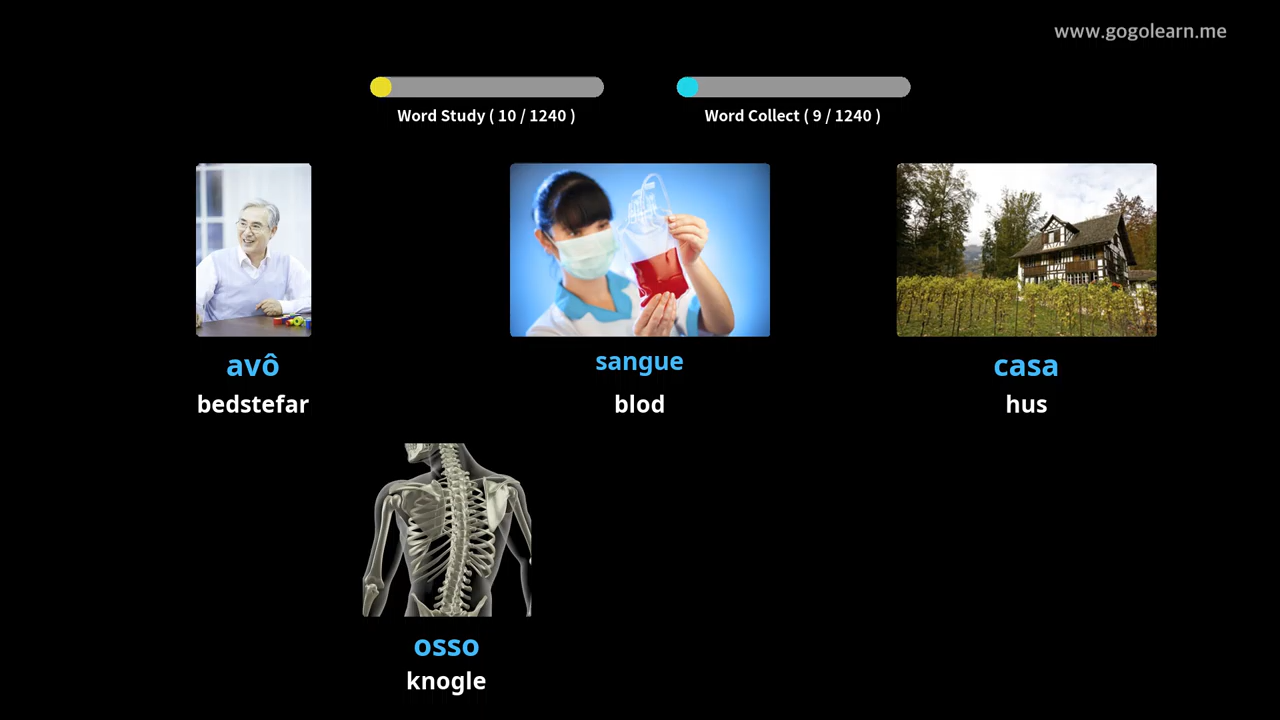 www.gogolearn.me
Word Study ( 10 / 1240 )
Word Collect ( 9 / 1240 )
avô
bedstefar
sangue
blod
casa
hus
osso
knogle